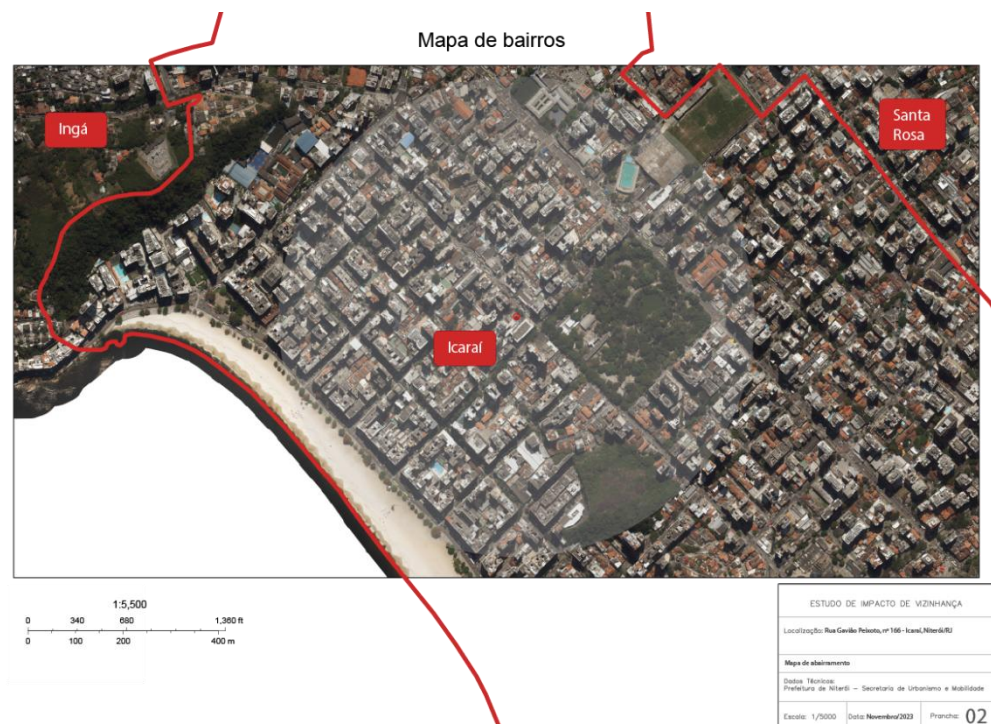 Mapa de bairros
Ingá
Santa
Rosa
Icaraí
1:5,500
0 340 680 1,360 ft
0 100 200 400 m
ESTUDO DE IMPACTO DE VIZINHANÇA
Localização: Rua Gavião Peixoto, nº 166 - Icaraí, Niterói/RJ
Mapa de abairramento
Dados Técnicos:
Prefeitura de Niterói – Secretaria de Urbanismo e Mobilidade
Escala: 1/5000 Data: Novembro/2023 Prancha: 02